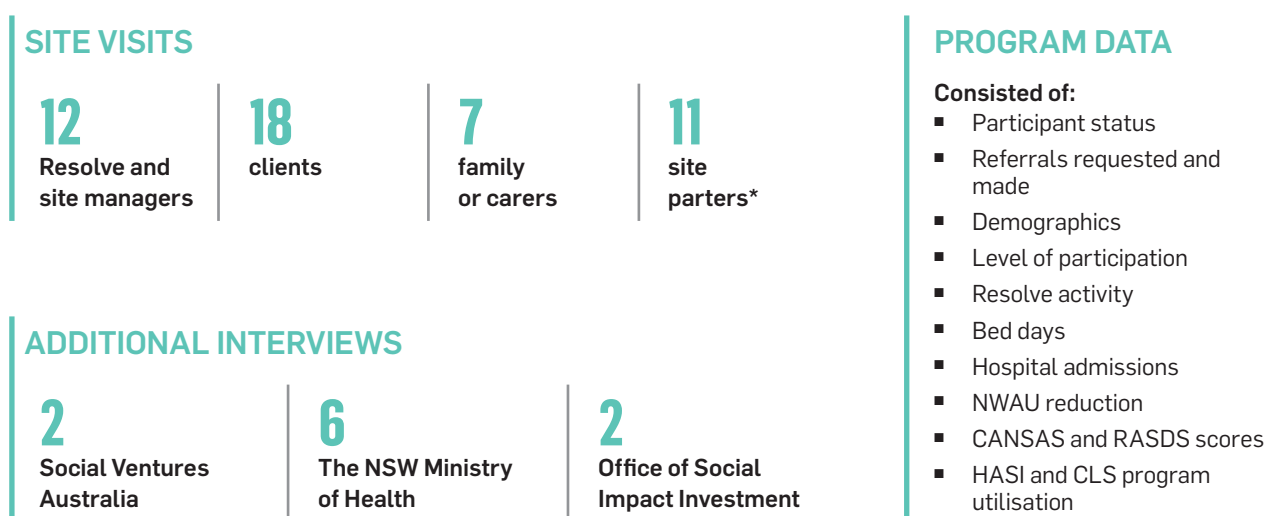 SITE VISITS
12
Resolve and
site managers
18
clients
7
family
or carers
11
site
parters*
ADDITIONAL INTERVIEWS
2
Social Ventures
Australia
6
The NSW Ministry
of Health
2
Office of Social
Impact Investment
PROGRAM DATA
Consisted of:
▪ Participant status
▪ Referrals requested and
made
▪ Demographics
▪ Level of participation
▪ Resolve activity
▪ Bed days
▪ Hospital admissions
▪ NWAU reduction
▪ CANSAS and RASDS scores
▪ HASI and CLS program
utilisation